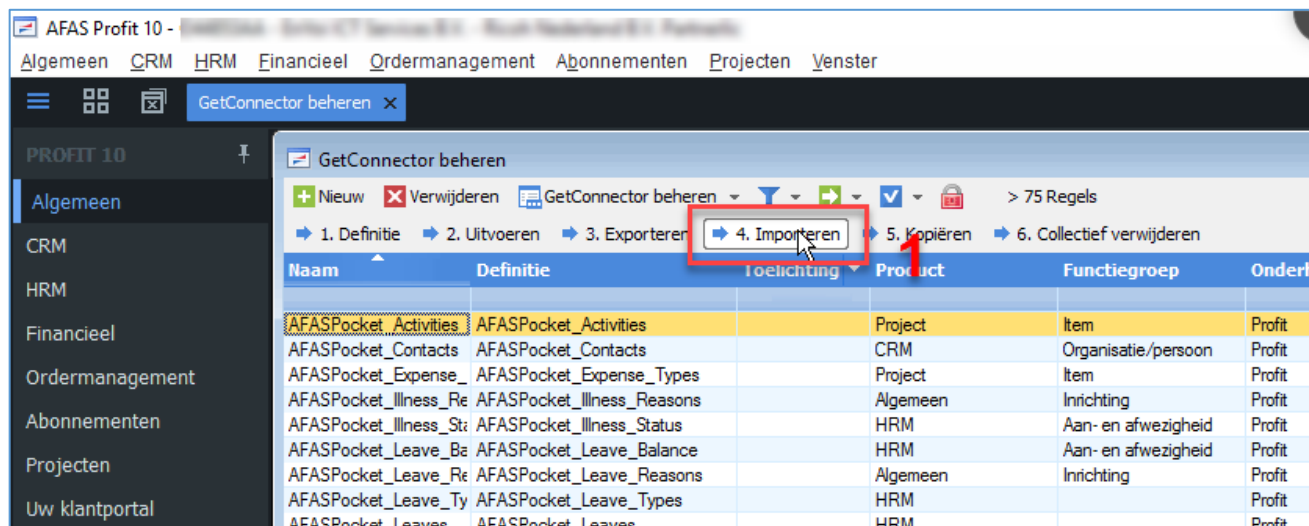 AFAS Profit 10 -
Algemeen CRM HRM Financieel Ordermanagement Abonnementen Projecten Venster
GetConnector beheren
PROFIT 10
GetConnector beheren
Nieuw Verwijderen GetConnector beheren > 75 Regels
Algemeen
1. Definitie 2. Uitvoeren 3. Exporteren 4. Importeren 5. Kopiëren 6. Collectief verwijderen
1
CRM
Naam Definitie Toelichting Product Functiegroep Onderh
HRM
AFASPocket_Activities AFASPocket_Activities Project Item Profit
Financieel
AFASPocket_Contacts AFASPocket_Contacts CRM Organisatie/persoon Profit
Ordermanagement
AFASPocket_Expense_ AFASPocket_Expense_Types Project Item Profit
AFASPocket_Illness_Re AFASPocket_Illness_Reasons Algemeen Inrichting Profit
Abonnementen
AFASPocket_Illness_Sta AFASPocket_Illness_Status HRM Aan- en afwezigheid Profit
AFASPocket_Leave_Ba AFASPocket_Leave_Balance HRM Aan- en afwezigheid Profit
Projecten
AFASPocket_Leave_Re AFASPocket_Leave_Reasons Algemeen Inrichting Profit
AFASPocket_Leave_Ty AFASPocket_Leave_Types HRM Profit
Uw klantportal
AFASPocket_Leaves AFASPocket_Leaves HRM Profit